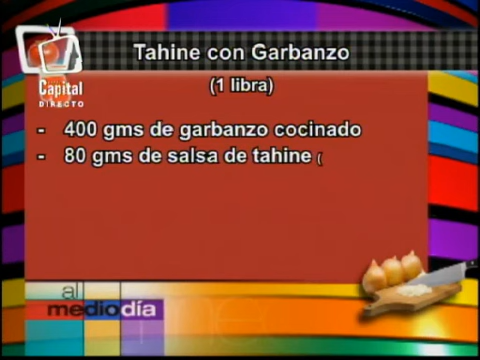 Tahine con Garbanzo
Capital
DIRECTO
(1 libra)
- 400 gms de garbanzo cocinado
- 80 gms de salsa de tahine (
al
mediodía